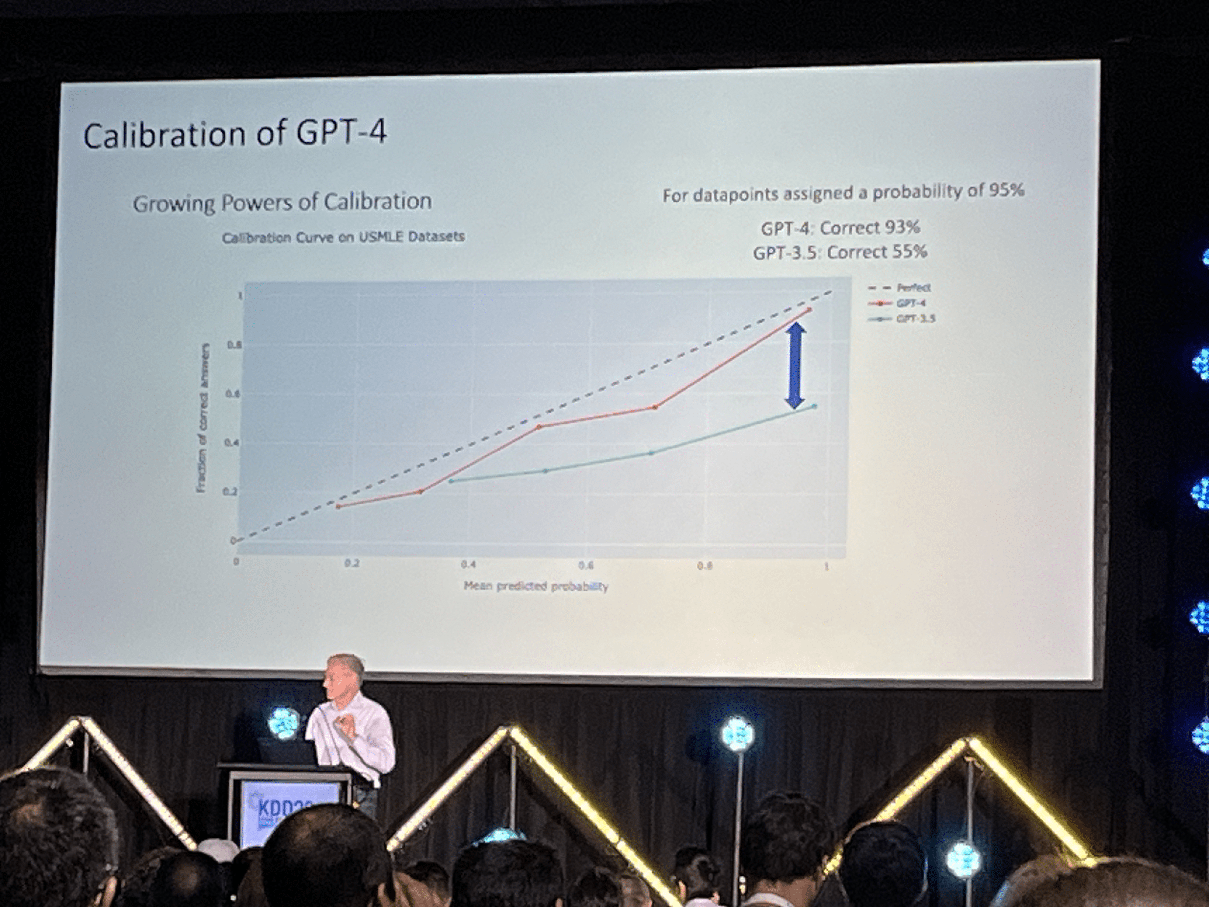 Calibration of GPT-4
Growing Powers of Calibration
For datapoints assigned a probability of 95%
GPT-4: Correct 93%
GPT-3.5: Correct 55%
Calibration Curve on USMLE Datasets
Perfect
GPT-4
GPT-3.5
Fraction of correct answers
1
0.8
0.6
0.4
0.2
0
0
0.2
0.4
0.6
0.8
1
Mean predicted probability